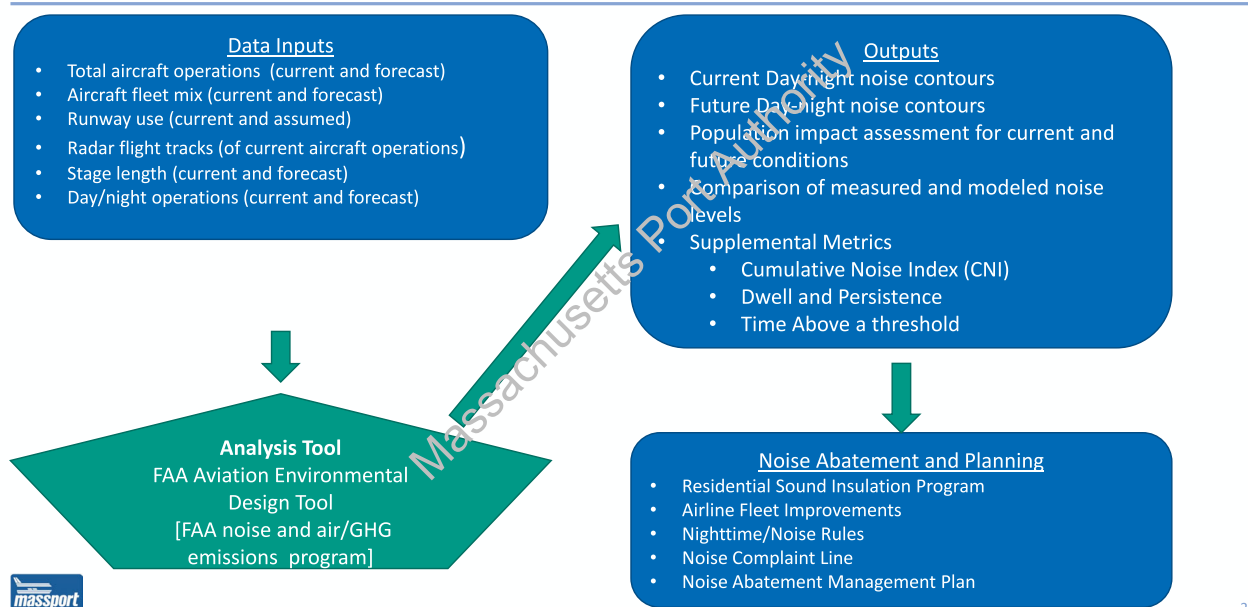 Data Inputs
• Total aircraft operations (current and forecast)
• Aircraft fleet mix (current and forecast)
• Runway use (current and assumed)
• Radar flight tracks (of current aircraft operations)
• Stage length (current and forecast)
• Day/night operations (current and forecast)
Analysis Tool
FAA Aviation Environmental
Design Tool
[FAA noise and air/GHG
emissions program]
Outputs
• Current Day-night noise contours
• Future Day-night noise contours
• Population impact assessment for current and
future conditions
• Comparison of measured and modeled noise
levels
• Supplemental Metrics
• Cumulative Noise Index (CNI)
• Dwell and Persistence
• Time Above a threshold
Noise Abatement and Planning
• Residential Sound Insulation Program
• Airline Fleet Improvements
• Nighttime/Noise Rules
• Noise Complaint Line
• Noise Abatement Management Plan
Massachusetts Port Authority
massport